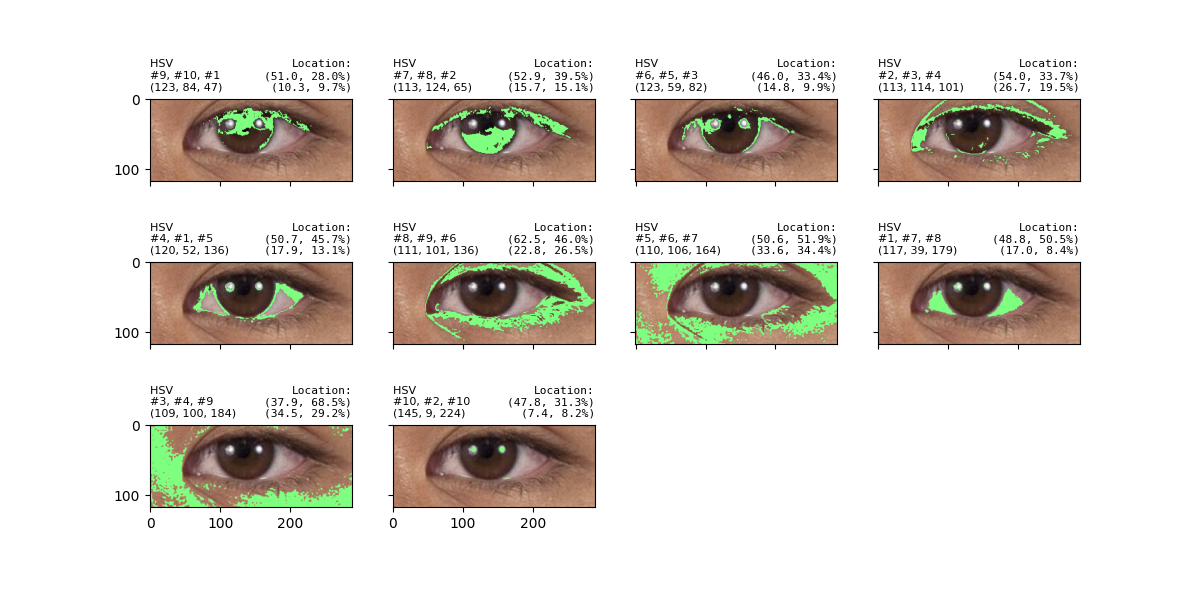 HSV Location:
#9, #10, #1 (51.0, 28.0%)
(123, 84, 47) (10.3, 9.7%)
HSV Location:
#7, #8, #2 (52.9, 39.5%)
(113, 124, 65) (15.7, 15.1%)
HSV Location:
#6, #5, #3 (46.0, 33.4%)
(123, 59, 82) (14.8, 9.9%)
HSV Location:
#2, #3, #4 (54.0, 33.7%)
(113, 114, 101) (26.7, 19.5%)
0
100
HSV Location:
#4, #1, #5 (50.7, 45.7%)
(120, 52, 136) (17.9, 13.1%)
HSV Location:
#8, #9, #6 (62.5, 46.0%)
(111, 101, 136) (22.8, 26.5%)
HSV Location:
#5, #6, #7 (50.6, 51.9%)
(110, 106, 164) (33.6, 34.4%)
HSV Location:
#1, #7, #8 (48.8, 50.5%)
(117, 39, 179) (17.0, 8.4%)
0
100
HSV Location:
#3, #4, #9 (37.9, 68.5%)
(109, 100, 184) (34.5, 29.2%)
HSV Location:
#10, #2, #10 (47.8, 31.3%)
(145, 9, 224) (7.4, 8.2%)
0
100
0 100 200
0 100 200